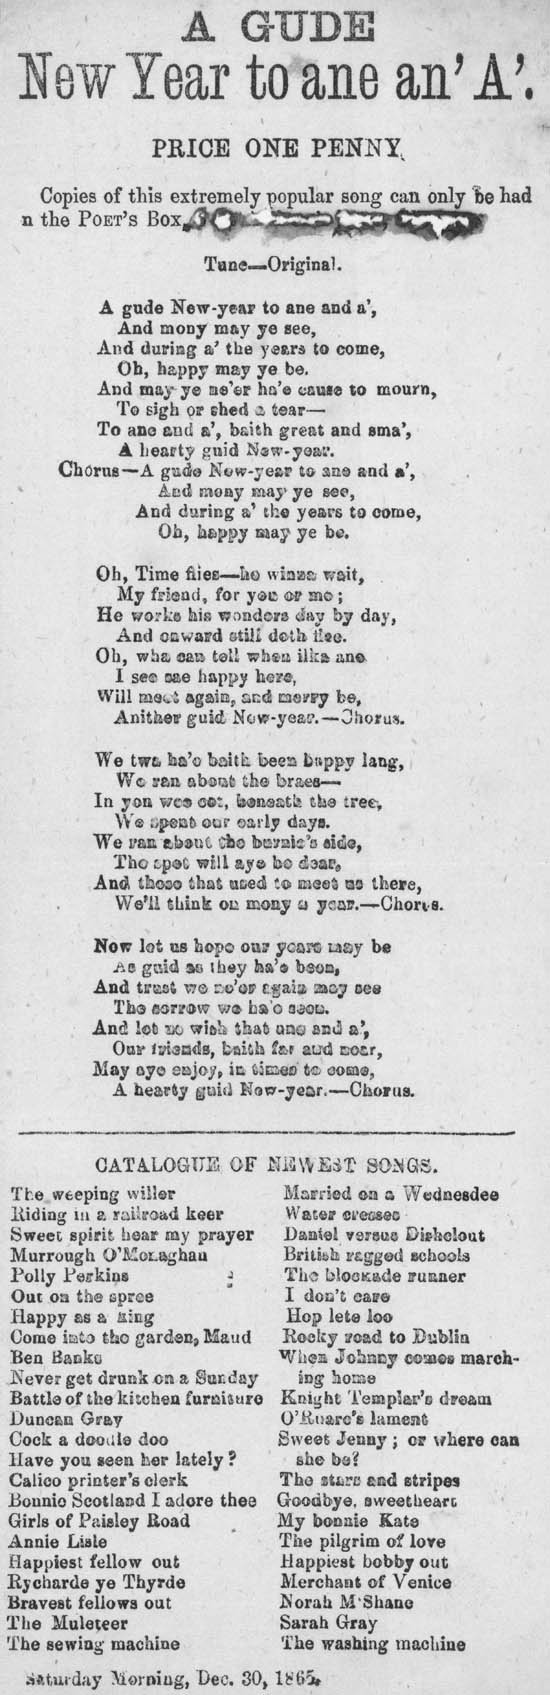 A GUDE
New Year to ane an' A'.
PRICE ONE PENNY.
Copies of this extremely popular song can only be had
n the POET'S Box,
Tune—Original.
A gude New-year to ane and a',
And mony may ye see,
And during a' the years to come,
Oh, happy may ye be.
And may ye ne'er ha'e cause to mourn,
To sigh or shed a tear—
To ane and a', baith great and sma',
A hearty guid New-year.
Chorus—A gude New-year to ane and a',
And mony may ye see,
And during a' the years to come,
Oh, happy may ye be.
Oh, Time flies—he winna wait,
My friend, for you or me;
He works his wonders day by day,
And onward still doth flee.
Oh, wha can tell when ilka ane
I see sae happy here,
Will meet again, and merry be,
Anither guid New-year.—Chorus.
We twa ha'e baith been happy lang,
We ran about the braes—
In yon wee cot, beneath the tree,
We spent our early days.
We ran about the burnie's side,
The spot will aye be dear,
And those that used to meet us there,
We'll think on mony a year.—Chorus.
Now let us hope our years may be
As guid as they ha'e been,
And trust we ne'er again may see
The sorrow we ha'e seen.
And let us wish that ane and a',
Our friends, baith far and near,
May aye enjoy, in times to come,
A hearty guid New-year.—Chorus.
CATALOGUE OF NEWEST SONGS.
The weeping willer
Riding in a railroad keer
Sweet spirit hear my prayer
Murrough O'Monaghan
Polly Perkins
Out on the spree
Happy as a king
Come into the garden, Maud
Ben Banks
Never get drunk on a Sunday
Battle of the kitchen furniture
Duncan Gray
Cock a doodle doo
Have you seen her lately?
Calico printer's clerk
Bonnie Scotland I adore thee
Girls of Paisley Road
Annie Lisle
Happiest fellow out
Rycharde ye Thyrde
Bravest fellows out
The Muleteer
The sewing machine
Married on a Wednesdee
Water cresses
Daniel versus Dishclout
British ragged schools
The blockade runner
I don't care
Hop lete loo
Rocky road to Dublin
When Johnny comes march-
ing home
Knight Templar's dream
O'Ruarc's lament
Sweet Jenny; or where can
she be?
The stars and stripes
Goodbye, sweetheart
My bonnie Kate
The pilgrim of love
Happiest bobby out
Merchant of Venice
Norah M'Shane
Sarah Gray
The washing machine
Saturday Morning, Dec. 30, 1865.